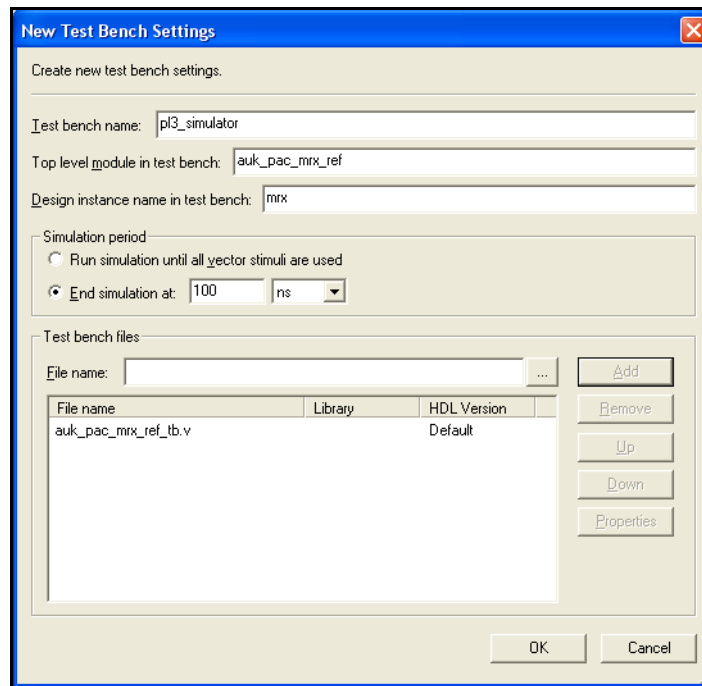 New Test Bench Settings
Create new test bench settings.
Test bench name: pl3_simulator
Top level module in test bench: auk_pac_mrx_ref
Design instance name in test bench: mrx
Simulation period
Run simulation until all vector stimuli are used
End simulation at: 100 ns
Test bench files
File name: ... Add
File name Library HDL Version
auk_pac_mrx_ref_tb.v Default
Remove
Up
Down
Properties
OK Cancel